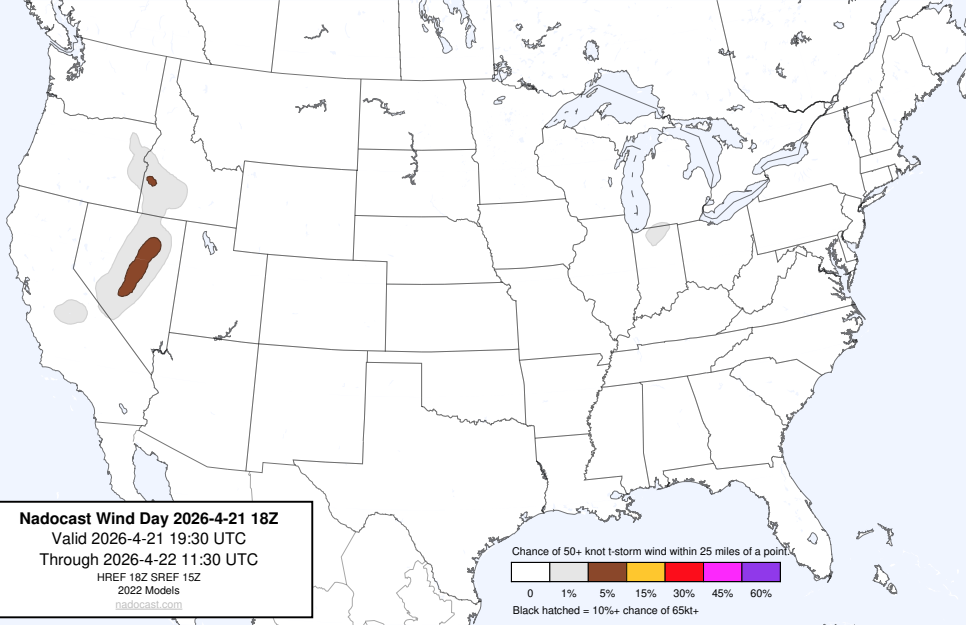 Nadocast Wind Day 2026-4-21 18Z
Valid 2026-4-21 19:30 UTC
Through 2026-4-22 11:30 UTC
HREF 18Z SREF 15Z
2022 Models
nadocast.com
Chance of 50+ knot t-storm wind within 25 miles of a point.
0 1% 5% 15% 30% 45% 60%
Black hatched = 10%+ chance of 65kt+